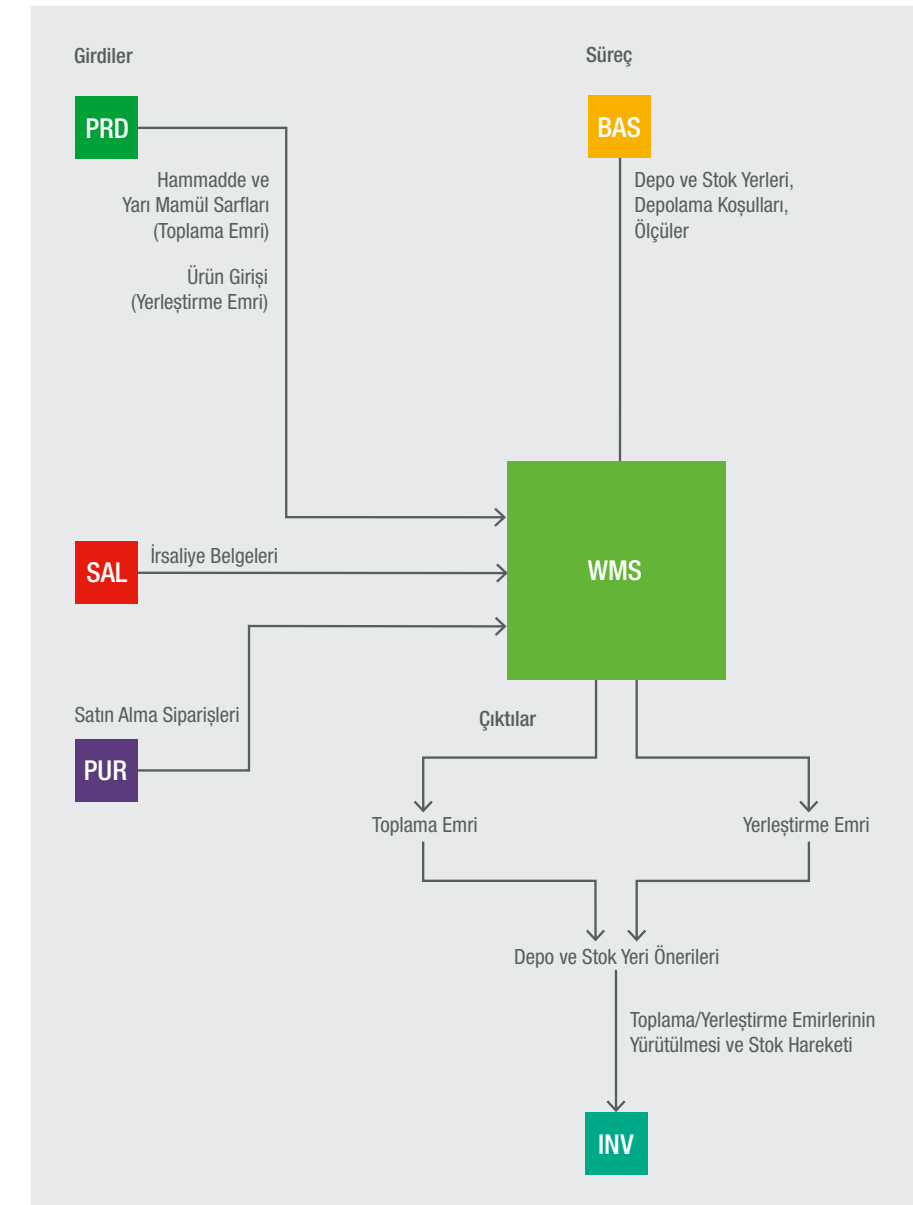 Girdiler
Süreç
PRD
BAS
Hammadde ve
Yarı Mamül Sarfları
(Toplama Emri)
Ürün Girişi
(Yerleştirme Emri)
Depo ve Stok Yerleri,
Depolama Koşulları,
Ölçüler
SAL
İrsaliye Belgeleri
WMS
Satın Alma Siparişleri
PUR
Çıktılar
Toplama Emri
Yerleştirme Emri
Depo ve Stok Yeri Önerileri
Toplama/Yerleştirme Emirlerinin
Yürütülmesi ve Stok Hareketi
INV